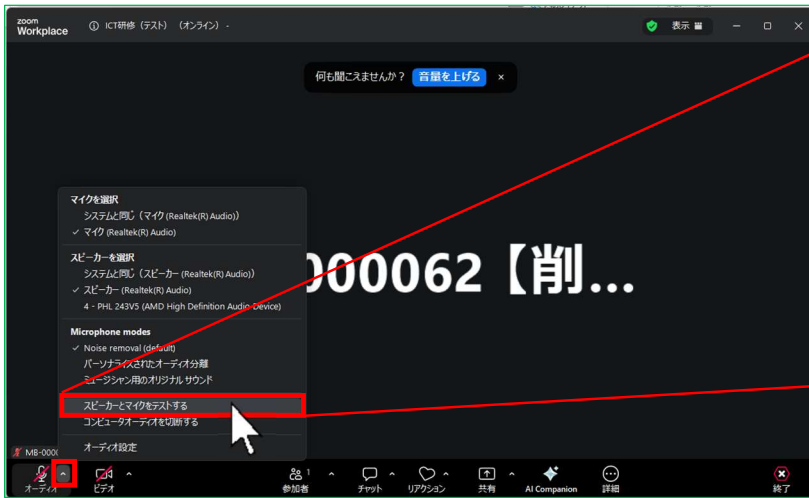 zoom
Workplace
ICT研修（テスト）（オンライン） -
表示
何も聞こえませんか？ 音量を上げる ×
マイクを選択
システムと同じ（マイク (Realtek(R) Audio)）
✓ マイク (Realtek(R) Audio)
スピーカーを選択
システムと同じ（スピーカー (Realtek(R) Audio)）
✓ スピーカー (Realtek(R) Audio)
4 - PHL 243V5 (AMD High Definition Audio Device)
000062【削...
Microphone modes
✓ Noise removal (default)
パーソナライズされたオーディオ分離
ミュージシャン用のオリジナル サウンド
スピーカーとマイクをテストする
コンピュータオーディオを切断する
オーディオ設定
MB-000
オーディオ
ビデオ
1
参加者
チャット
リアクション
共有
AI Companion
詳細
終了